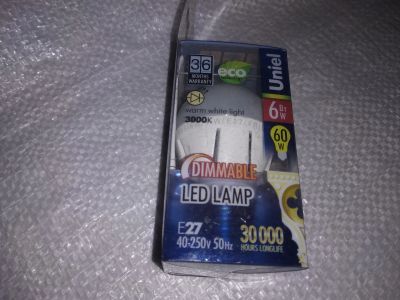 36
MONTHS
WARRANTY
eco
Uniel
warm white light
3000K
6 Вт
W
60
W
DIMMABLE
LED LAMP
E27
40-250V 50Hz
30 000
HOURS LONGLIFE